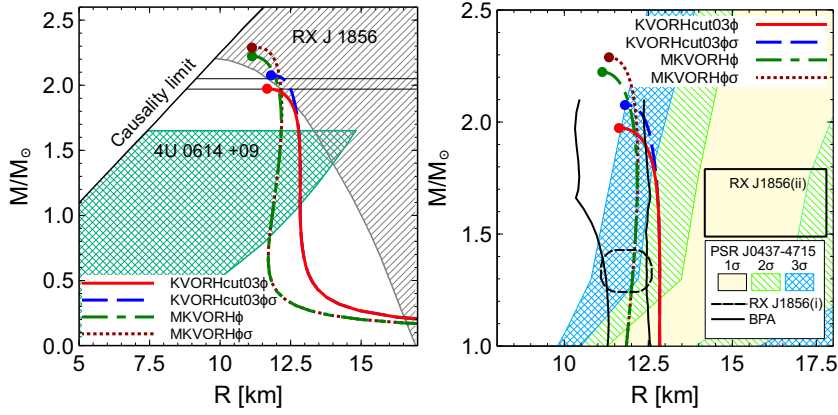 2.5
2.0
1.5
1.0
0.5
0.0
M/M☉
5
7.5
10
12.5
15
R [km]
Causality limit
RX J 1856
4U 0614 +09
KVORHcut03ϕ
KVORHcut03ϕσ
MKVORHϕ
MKVORHϕσ
2.5
2.0
1.5
1.0
M/M☉
10
12.5
15
17.5
R [km]
KVORHcut03ϕ
KVORHcut03ϕσ
MKVORHϕ
MKVORHϕσ
RX J1856(ii)
PSR J0437-4715
1σ 2σ 3σ
RX J1856(i)
BPA